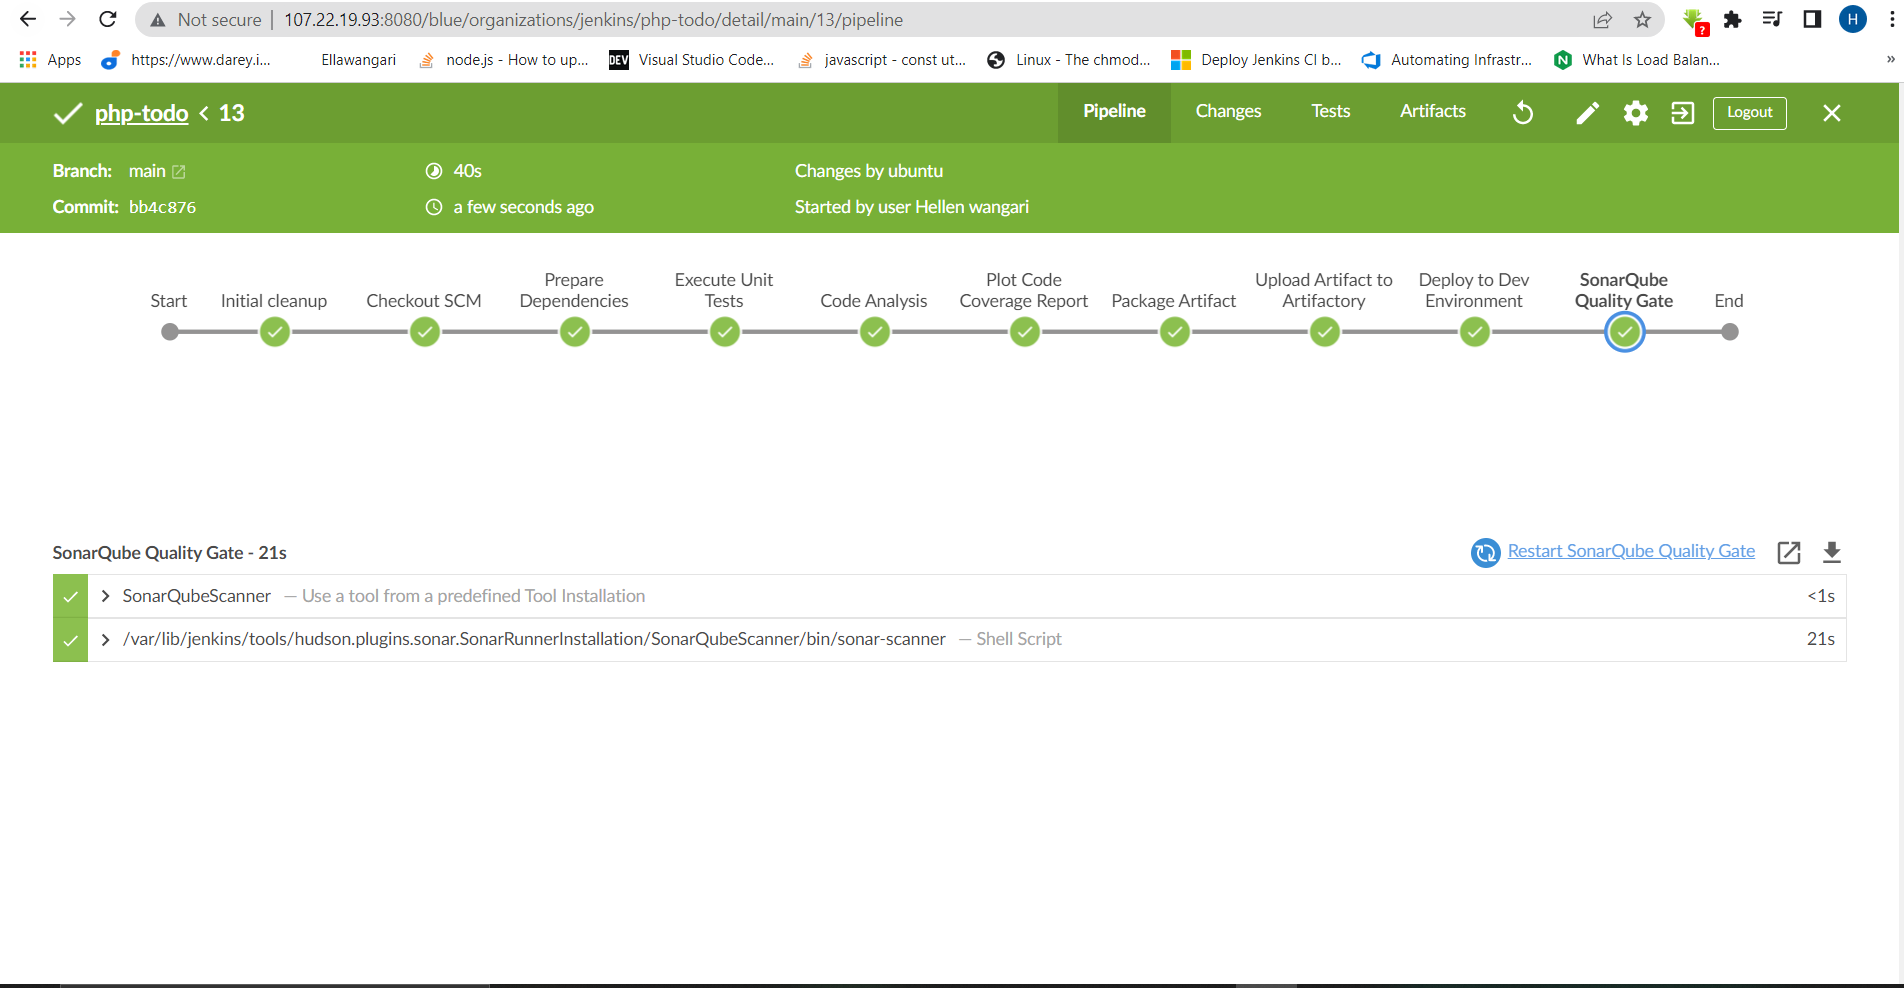 Not secure | 107.22.19.93:8080/blue/organizations/jenkins/php-todo/detail/main/13/pipeline
?
H
Apps https://www.darey.i... Ellawangari node.js - How to up... DEV Visual Studio Code... javascript - const ut... Linux - The chmod... Deploy Jenkins CI b... Automating Infrastr... N What Is Load Balan... »
php-todo < 13 Pipeline Changes Tests Artifacts Logout
Branch: main 40s Changes by ubuntu
Commit: bb4c876 a few seconds ago Started by user Hellen wangari
Start
Initial cleanup
Checkout SCM
Prepare
Dependencies
Execute Unit
Tests
Code Analysis
Plot Code
Coverage Report
Package Artifact
Upload Artifact to
Artifactory
Deploy to Dev
Environment
SonarQube
Quality Gate
End
SonarQube Quality Gate - 21s Restart SonarQube Quality Gate
SonarQubeScanner — Use a tool from a predefined Tool Installation <1s
/var/lib/jenkins/tools/hudson.plugins.sonar.SonarRunnerInstallation/SonarQubeScanner/bin/sonar-scanner — Shell Script 21s